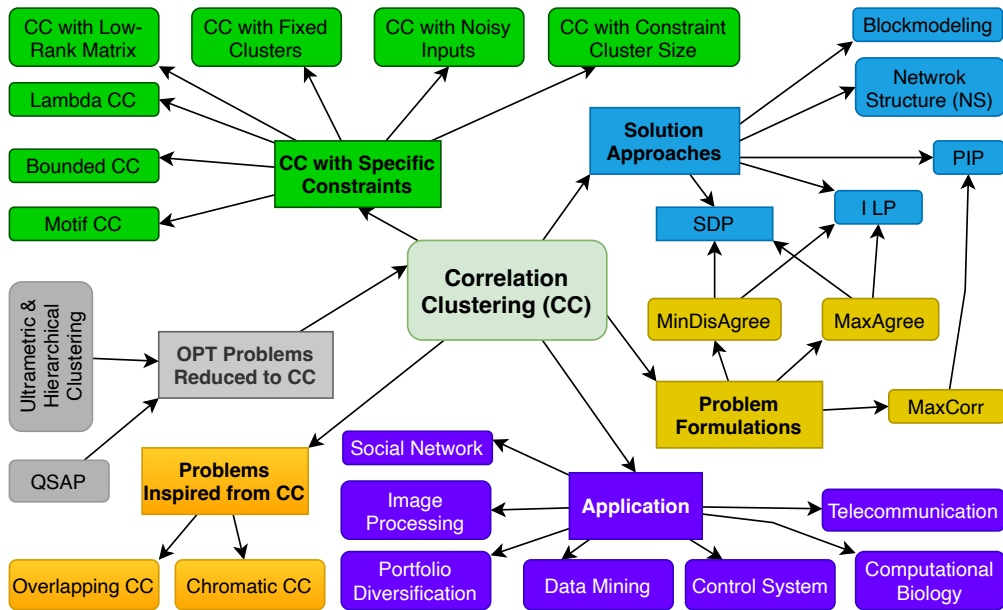 CC with Low-
Rank Matrix
CC with Fixed
Clusters
CC with Noisy
Inputs
CC with Constraint
Cluster Size
Blockmodeling
Netwrok
Structure (NS)
Lambda CC
Bounded CC
Motif CC
CC with Specific
Constraints
Solution
Approaches
PIP
I LP
SDP
Correlation
Clustering (CC)
Ultrametric &
Hierarchical
Clustering
OPT Problems
Reduced to CC
QSAP
MinDisAgree
MaxAgree
MaxCorr
Problem
Formulations
Problems
Inspired from CC
Overlapping CC
Chromatic CC
Social Network
Image
Processing
Portfolio
Diversification
Application
Data Mining
Control System
Telecommunication
Computational
Biology